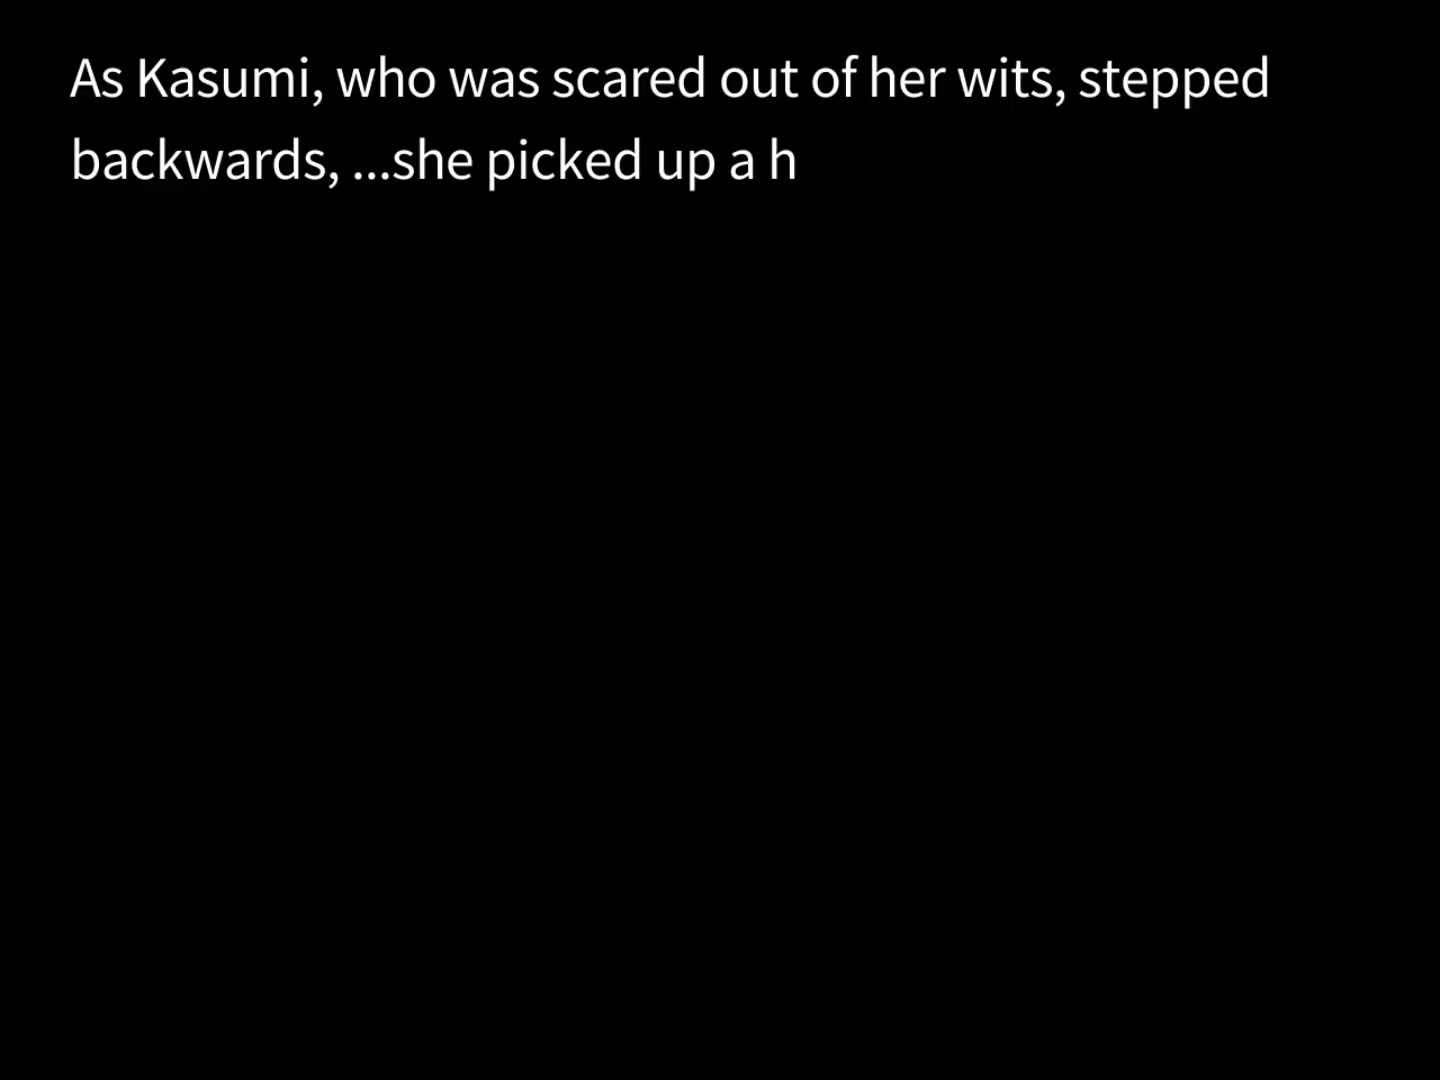 As Kasumi, who was scared out of her wits, stepped
backwards, ...she picked up a h